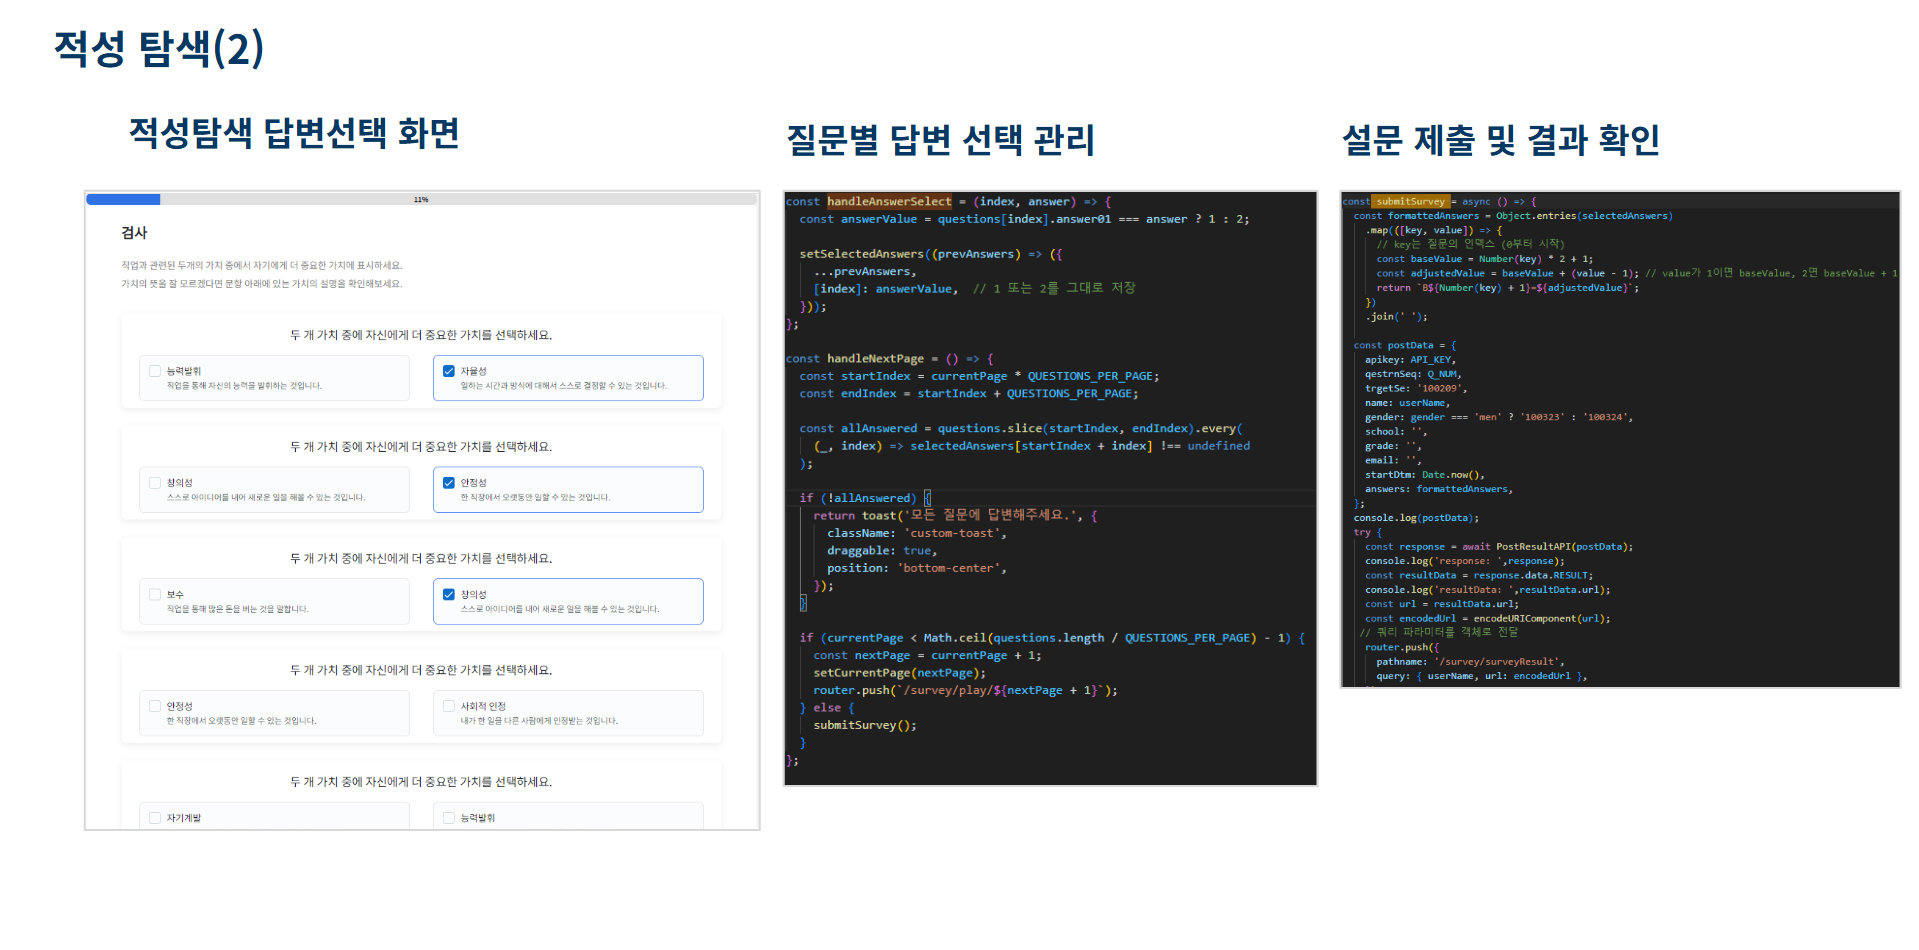 적성 탐색(2)
적성탐색 답변선택 화면
11%
검사
직업과 관련된 두개의 가치 중에서 자기에게 더 중요한 가치에 표시하세요.
가치의 뜻을 잘 모르겠다면 문항 아래에 있는 가치의 설명을 확인해보세요.
두 개 가치 중에 자신에게 더 중요한 가치를 선택하세요.
능력발휘
직업을 통해 자신의 능력을 발휘하는 것입니다.
자율성
일하는 시간과 방식에 대해서 스스로 결정할 수 있는 것입니다.
두 개 가치 중에 자신에게 더 중요한 가치를 선택하세요.
창의성
스스로 아이디어를 내어 새로운 일을 해볼 수 있는 것입니다.
안정성
한 직장에서 오랫동안 일할 수 있는 것입니다.
두 개 가치 중에 자신에게 더 중요한 가치를 선택하세요.
보수
직업을 통해 많은 돈을 버는 것을 말합니다.
창의성
스스로 아이디어를 내어 새로운 일을 해볼 수 있는 것입니다.
두 개 가치 중에 자신에게 더 중요한 가치를 선택하세요.
안정성
한 직장에서 오랫동안 일할 수 있는 것입니다.
사회적 인정
내가 한 일을 다른 사람에게 인정받는 것입니다.
두 개 가치 중에 자신에게 더 중요한 가치를 선택하세요.
자기계발
능력발휘
질문별 답변 선택 관리
const handleAnswerSelect = (index, answer) => {
const answerValue = questions[index].answer01 === answer ? 1 : 2;
setSelectedAnswers((prevAnswers) => ({
...prevAnswers,
[index]: answerValue, // 1 또는 2를 그대로 저장
}));
};
const handleNextPage = () => {
const startIndex = currentPage * QUESTIONS_PER_PAGE;
const endIndex = startIndex + QUESTIONS_PER_PAGE;
const allAnswered = questions.slice(startIndex, endIndex).every(
(_, index) => selectedAnswers[startIndex + index] !== undefined
);
if (!allAnswered) {
return toast('모든 질문에 답변해주세요.', {
className: 'custom-toast',
draggable: true,
position: 'bottom-center',
});
}
if (currentPage < Math.ceil(questions.length / QUESTIONS_PER_PAGE) - 1) {
const nextPage = currentPage + 1;
setCurrentPage(nextPage);
router.push(`/survey/play/${nextPage + 1}`);
} else {
submitSurvey();
}
};
설문 제출 및 결과 확인
const submitSurvey = async () => {
const formattedAnswers = Object.entries(selectedAnswers)
.map(([key, value]) => {
// key는 질문의 인덱스 (0부터 시작)
const baseValue = Number(key) * 2 + 1;
const adjustedValue = baseValue + (value - 1); // value가 1이면 baseValue, 2면 baseValue + 1
return `B${Number(key) + 1}=${adjustedValue}`;
})
.join(' ');
const postData = {
apikey: API_KEY,
qestrnSeq: Q_NUM,
trgetSe: '100209',
name: userName,
gender: gender === 'men' ? '100323' : '100324',
school: '',
grade: '',
email: '',
startDtm: Date.now(),
answers: formattedAnswers,
};
console.log(postData);
try {
const response = await PostResultAPI(postData);
console.log('response: ',response);
const resultData = response.data.RESULT;
console.log('resultData: ',resultData.url);
const url = resultData.url;
const encodedUrl = encodeURIComponent(url);
// 쿼리 파라미터를 객체로 전달
router.push({
pathname: '/survey/surveyResult',
query: { userName, url: encodedUrl },